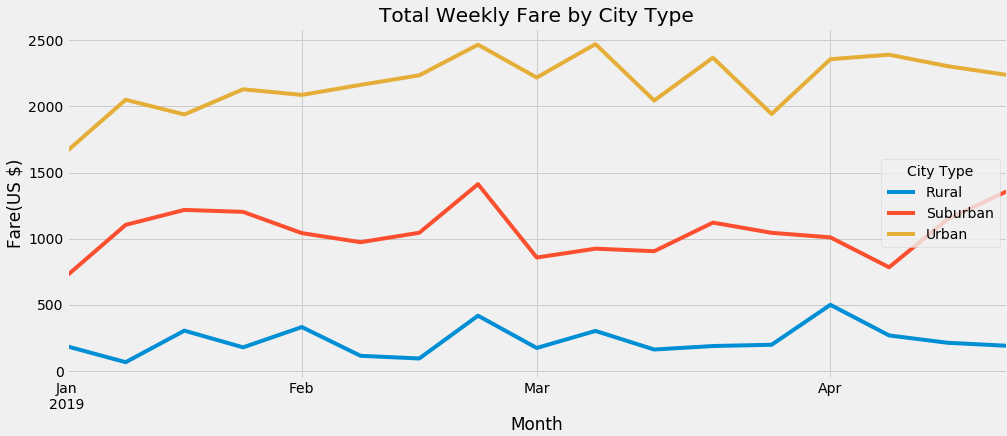 Total Weekly Fare by City Type
Fare(US $)
2500
2000
1500
1000
500
0
City Type
Rural
Suburban
Urban
Jan
2019
Feb
Mar
Apr
Month